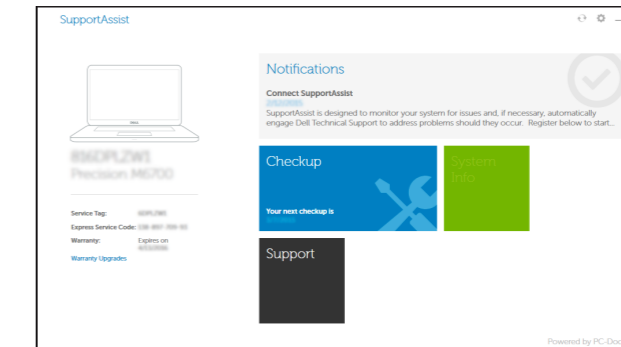 SupportAssist
Notifications
Connect SupportAssist
SupportAssist is designed to monitor your system for issues and, if necessary, automatically
engage Dell Technical Support to address problems should they occur. Register below to start...
Precision M6700
Checkup
System
Info
Your next checkup is
Service Tag:
Express Service Code:
Warranty: Expires on
Warranty Upgrades
Support
Powered by PC-Doc